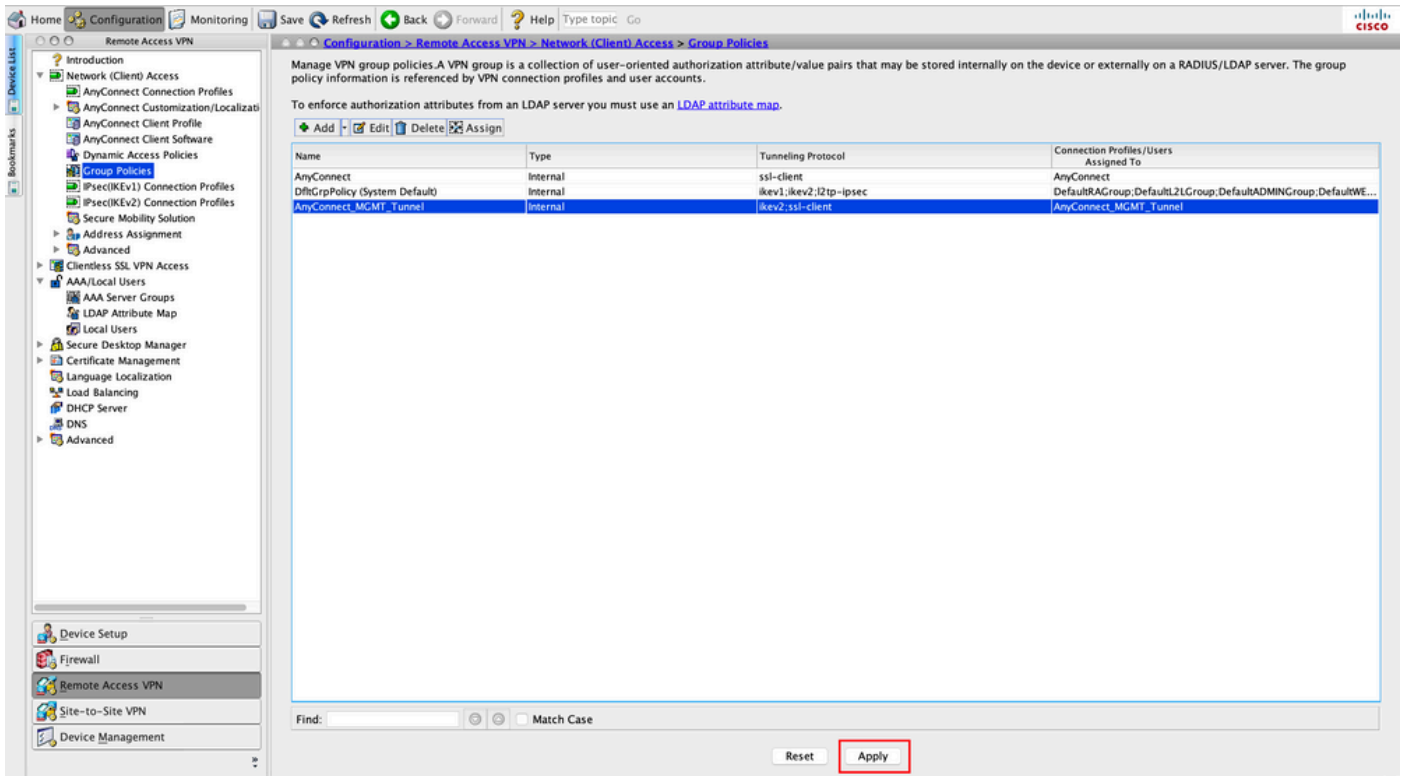 Home Configuration Monitoring Save Refresh Back Forward Help Type topic Go
cisco
Device List
Bookmarks
Remote Access VPN
Introduction
Network (Client) Access
AnyConnect Connection Profiles
AnyConnect Customization/Localizati
AnyConnect Client Profile
AnyConnect Client Software
Dynamic Access Policies
Group Policies
IPsec(IKEv1) Connection Profiles
IPsec(IKEv2) Connection Profiles
Secure Mobility Solution
Address Assignment
Advanced
Clientless SSL VPN Access
AAA/Local Users
AAA Server Groups
LDAP Attribute Map
Local Users
Secure Desktop Manager
Certificate Management
Language Localization
Load Balancing
DHCP Server
DNS
Advanced
Device Setup
Firewall
Remote Access VPN
Site-to-Site VPN
Device Management
Configuration > Remote Access VPN > Network (Client) Access > Group Policies
Manage VPN group policies.A VPN group is a collection of user-oriented authorization attribute/value pairs that may be stored internally on the device or externally on a RADIUS/LDAP server. The group
policy information is referenced by VPN connection profiles and user accounts.
To enforce authorization attributes from an LDAP server you must use an LDAP attribute map.
Add Edit Delete Assign
Name Type Tunneling Protocol Connection Profiles/Users
Assigned To
AnyConnect Internal ssl-client AnyConnect
DfltGrpPolicy (System Default) Internal ikev1;ikev2;l2tp-ipsec DefaultRAGroup;DefaultL2LGroup;DefaultADMINGroup;DefaultWE...
AnyConnect_MGMT_Tunnel Internal ikev2;ssl-client AnyConnect_MGMT_Tunnel
Find: Match Case
Reset Apply